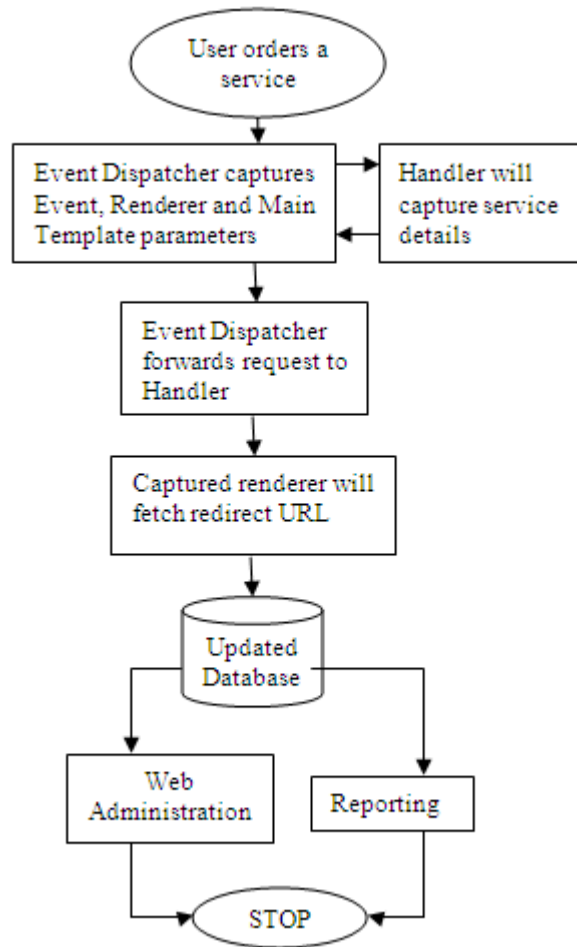 User orders a
service
Event Dispatcher captures
Event, Renderer and Main
Template parameters
Handler will
capture service
details
Event Dispatcher
forwards request to
Handler
Captured renderer will
fetch redirect URL
Updated
Database
Web
Administration
Reporting
STOP